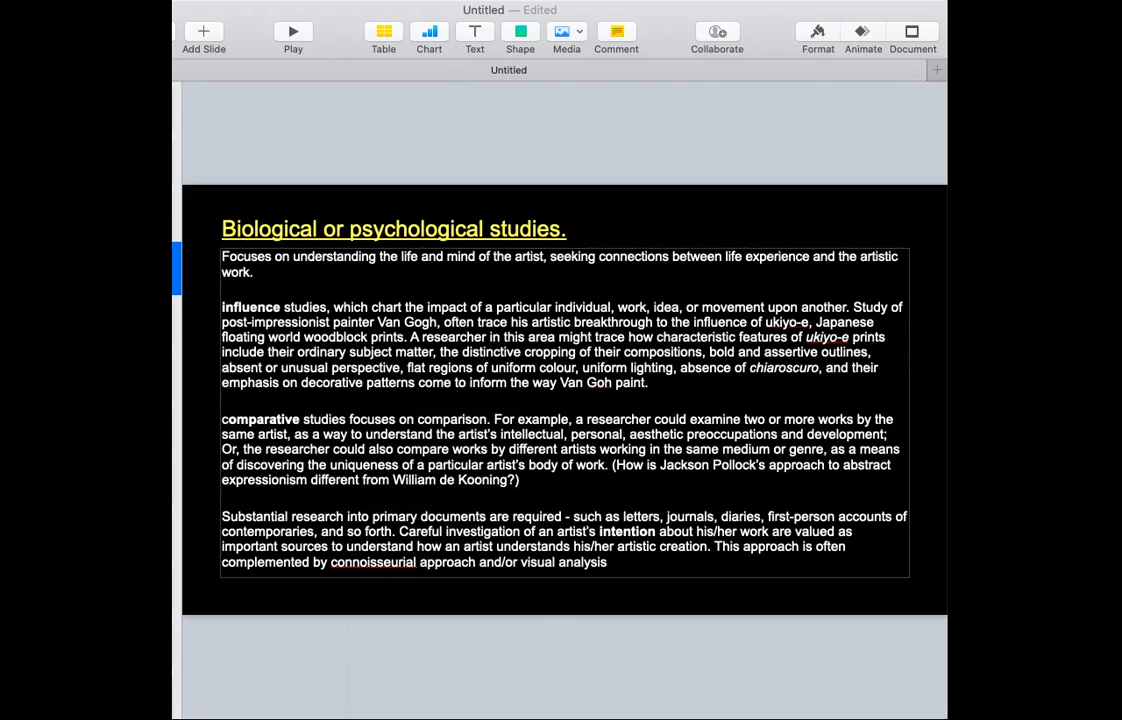 Untitled — Edited
Add Slide
Play
Table
Chart
Text
Shape
Media
Comment
Collaborate
Format
Animate
Document
Untitled
Biological or psychological studies.
Focuses on understanding the life and mind of the artist, seeking connections between life experience and the artistic
work.
influence studies, which chart the impact of a particular individual, work, idea, or movement upon another. Study of
post-impressionist painter Van Gogh, often trace his artistic breakthrough to the influence of ukiyo-e, Japanese
floating world woodblock prints. A researcher in this area might trace how characteristic features of ukiyo-e prints
include their ordinary subject matter, the distinctive cropping of their compositions, bold and assertive outlines,
absent or unusual perspective, flat regions of uniform colour, uniform lighting, absence of chiaroscuro, and their
emphasis on decorative patterns come to inform the way Van Goh paint.
comparative studies focuses on comparison. For example, a researcher could examine two or more works by the
same artist, as a way to understand the artist's intellectual, personal, aesthetic preoccupations and development;
Or, the researcher could also compare works by different artists working in the same medium or genre, as a means
of discovering the uniqueness of a particular artist's body of work. (How is Jackson Pollock's approach to abstract
expressionism different from William de Kooning?)
Substantial research into primary documents are required - such as letters, journals, diaries, first-person accounts of
contemporaries, and so forth. Careful investigation of an artist's intention about his/her work are valued as
important sources to understand how an artist understands his/her artistic creation. This approach is often
complemented by connoisseurial approach and/or visual analysis